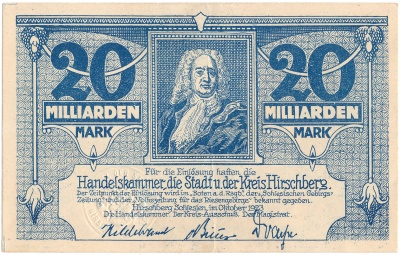 20 20
MILLIARDEN MILLIARDEN
MARK MARK
Für die Einlösung haften die
Handelskammer, die Stadt u. der Kreis Hirschberg.
Der Zeitpunkt der Einlösung wird im „Boten a. d. Rsgb.", der „Schlesischen Gebirgs-
Zeitung" und der „Volkszeitung für das Riesengebirge" bekannt gegeben.
Hirschberg Schlesien, im Oktober 1923
Die Handelskammer. Der Kreis-Ausschuß. Der Magistrat.